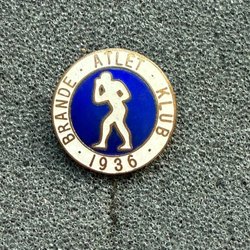 BRANDE · ATLET · KLUB
· 1936 ·